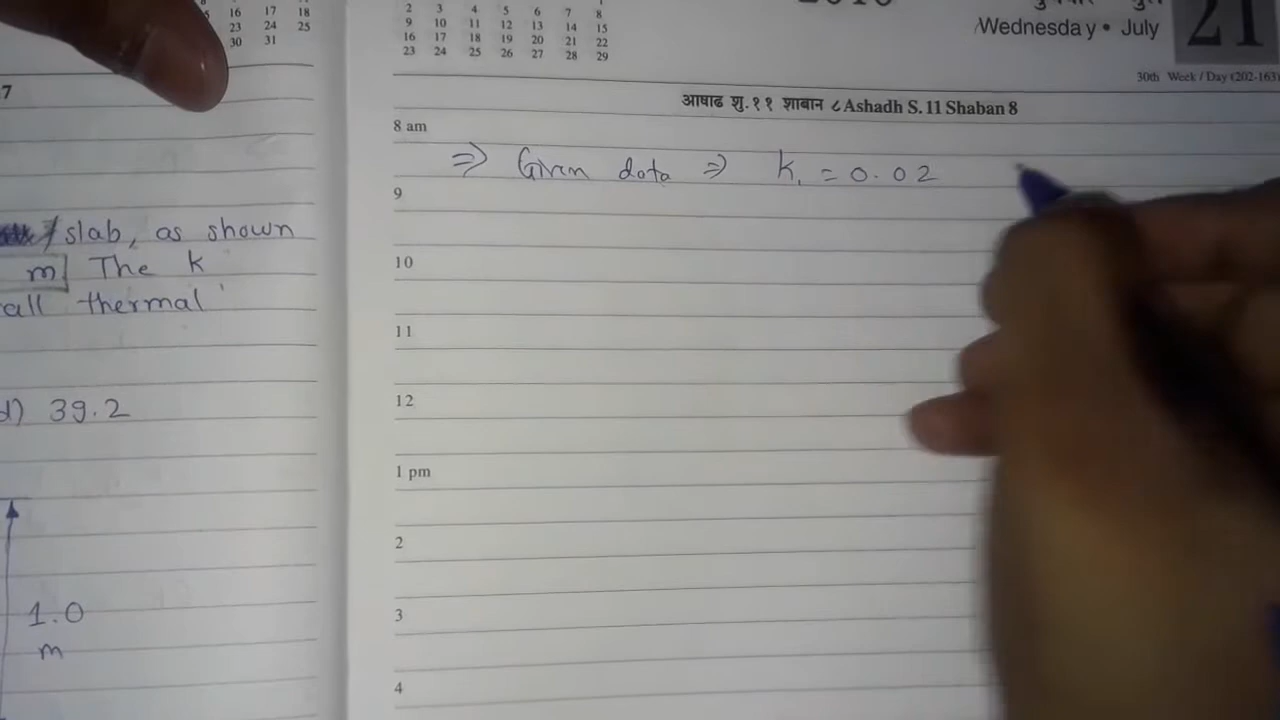 16 17 18
23 24 25
30 31
7
slab, as shown
m The k
all thermal
d) 39.2
1.0
m
2 3 4 5 6 7 8
9 10 11 12 13 14 15
16 17 18 19 20 21 22
23 24 25 26 27 28 29
Wednesday • July
21
30th Week / Day (202-163)
आषाढ शु. ११ शाबान ८ Ashadh S. 11 Shaban 8
8 am
⇒ Given data ⇒ k₁ = 0.02
9
10
11
12
1 pm
2
3
4